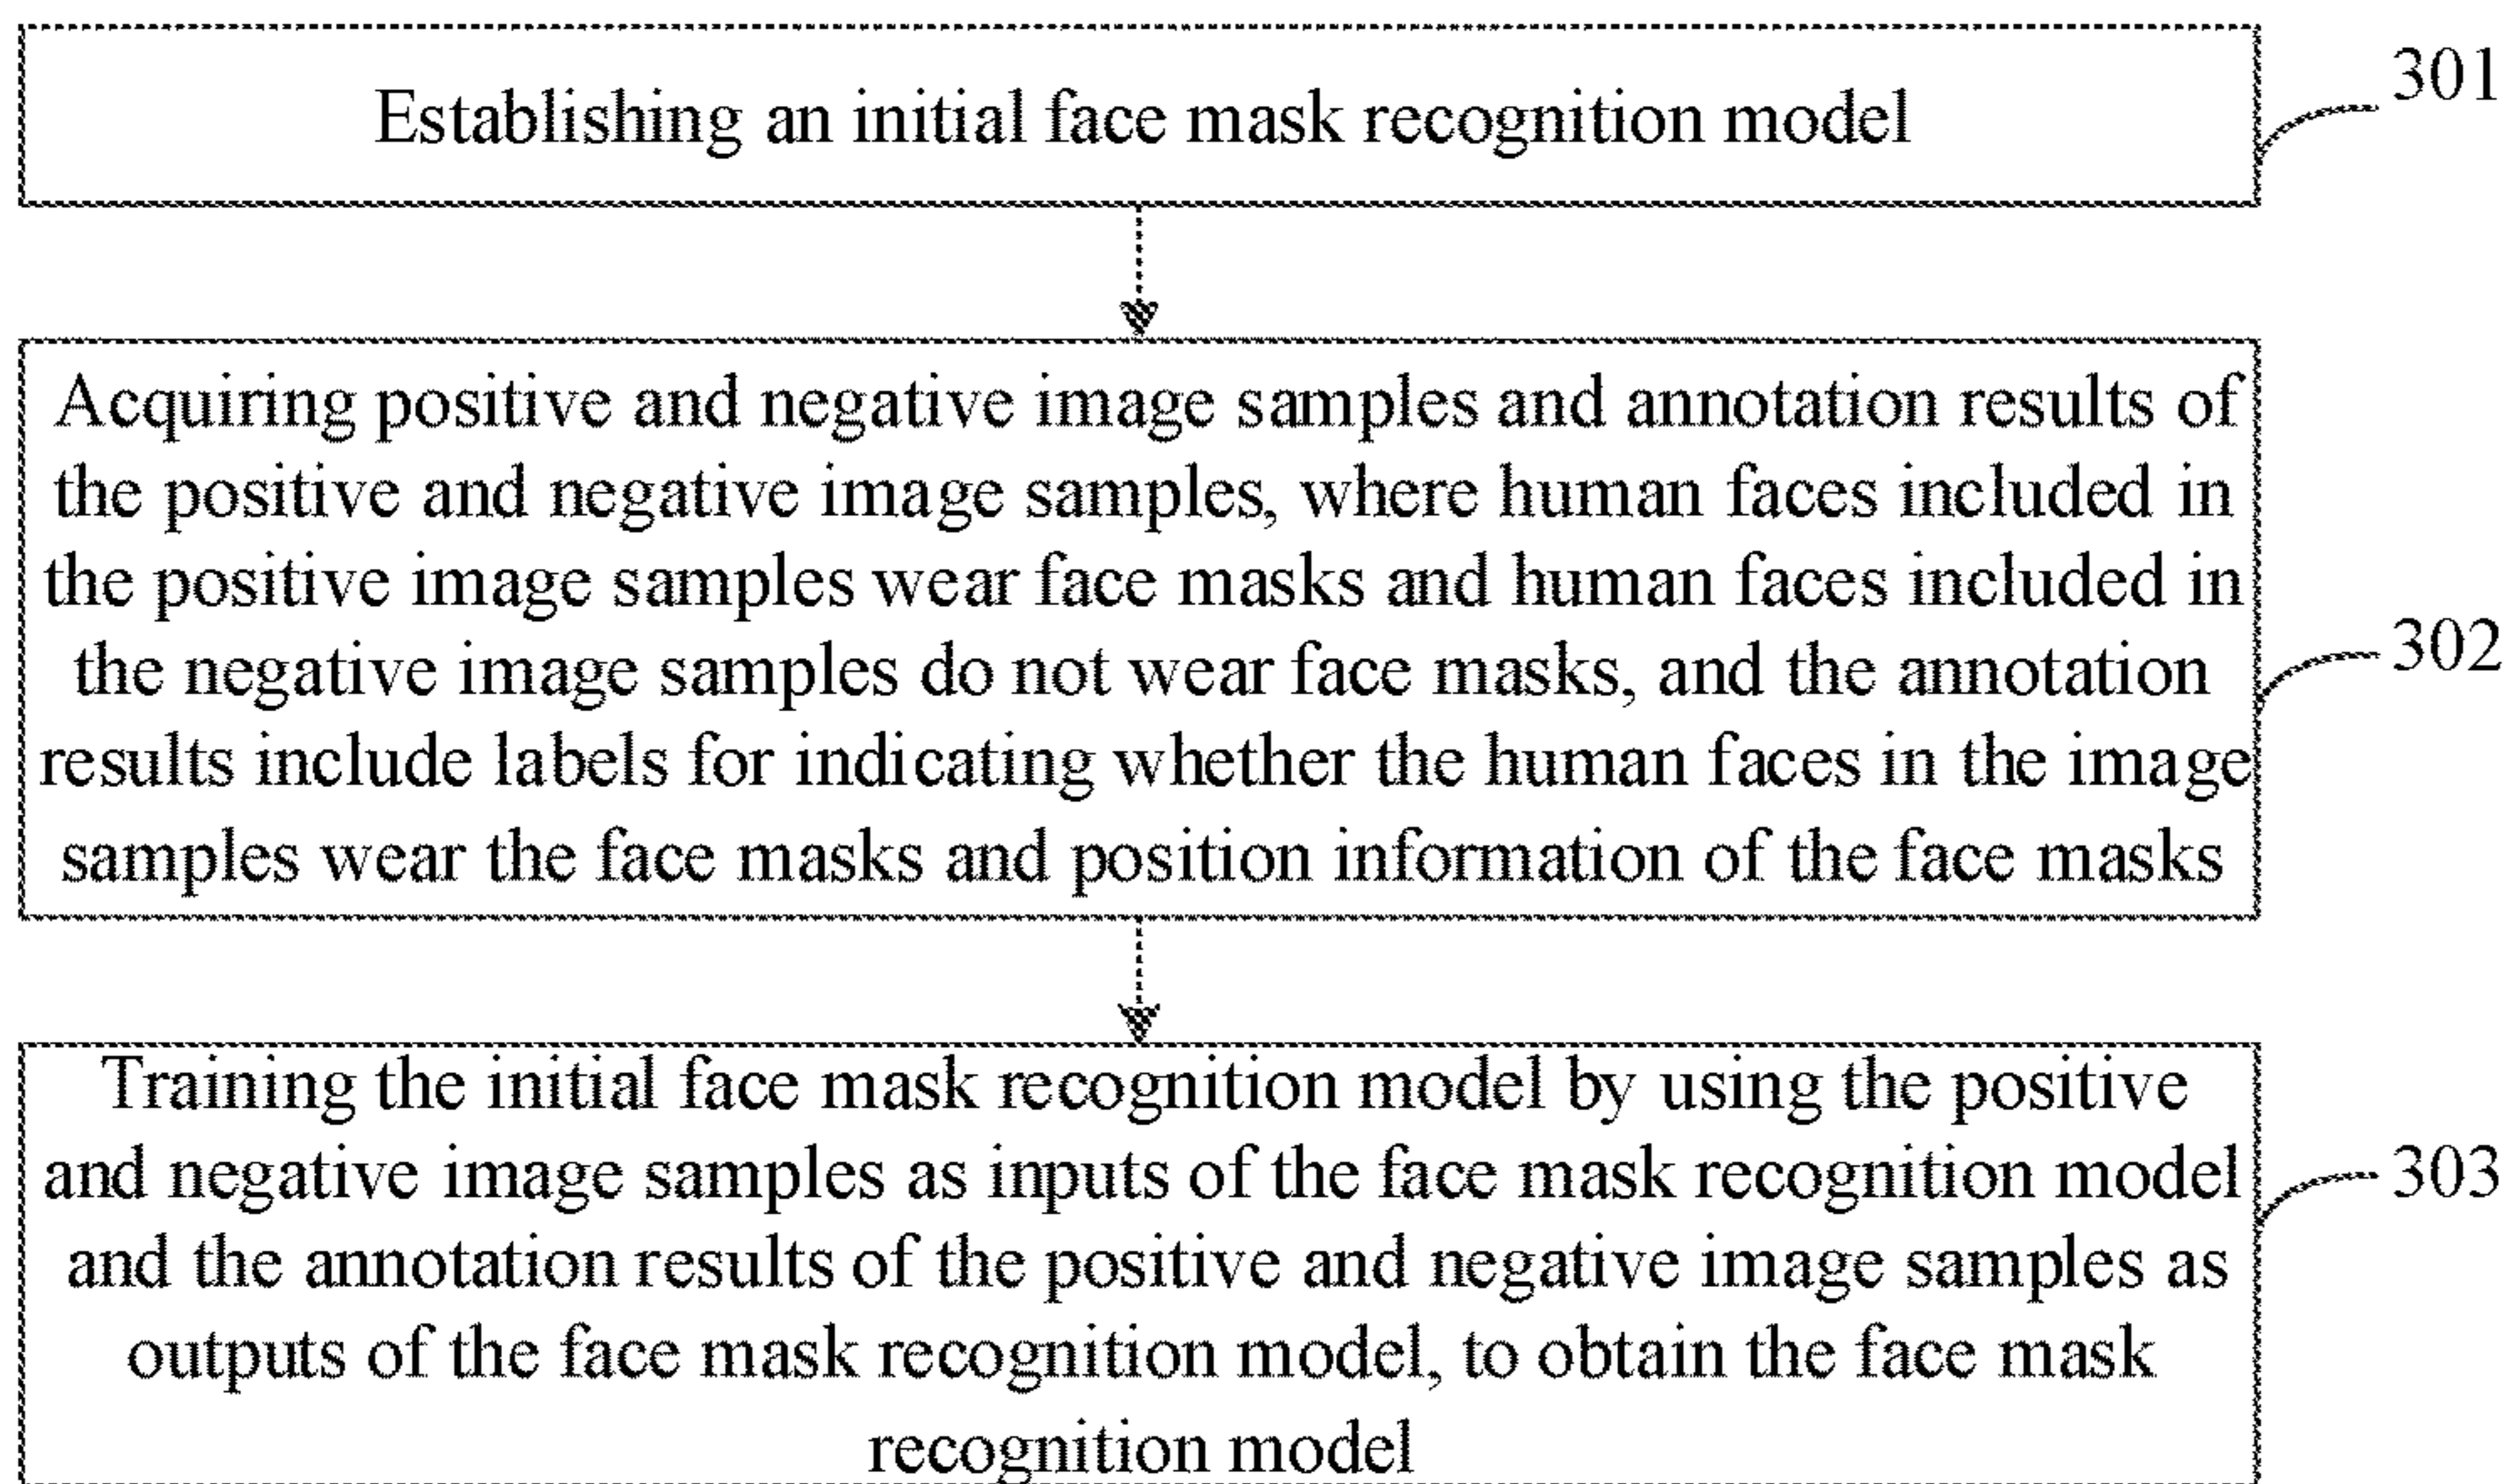 Establishing an initial face mask recognition model
301
Acquiring positive and negative image samples and annotation results of
the positive and negative image samples, where human faces included in
the positive image samples wear face masks and human faces included in
the negative image samples do not wear face masks, and the annotation
results include labels for indicating whether the human faces in the image
samples wear the face masks and position information of the face masks
302
Training the initial face mask recognition model by using the positive
and negative image samples as inputs of the face mask recognition model
and the annotation results of the positive and negative image samples as
outputs of the face mask recognition model, to obtain the face mask
recognition model
303